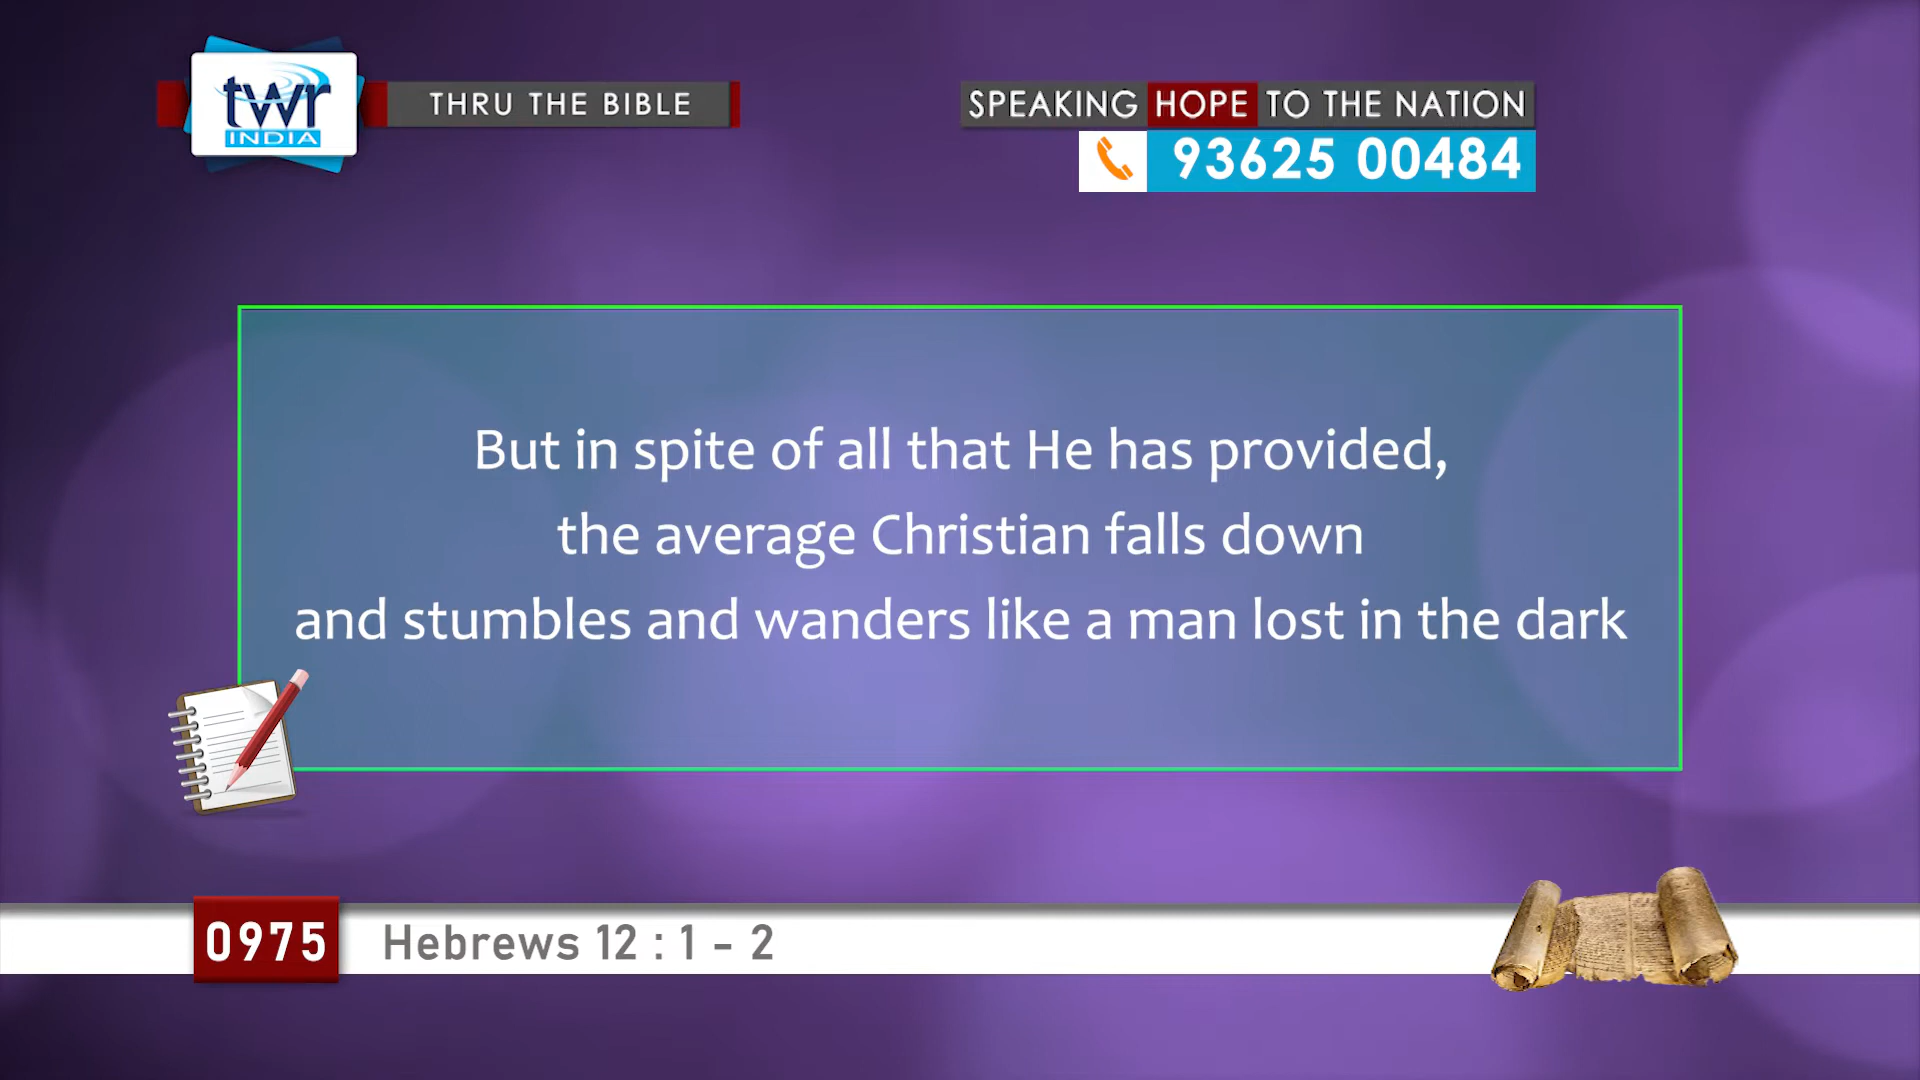 twr
INDIA
THRU THE BIBLE
SPEAKING HOPE TO THE NATION
93625 00484
But in spite of all that He has provided,
the average Christian falls down
and stumbles and wanders like a man lost in the dark
0975
Hebrews 12 : 1 - 2